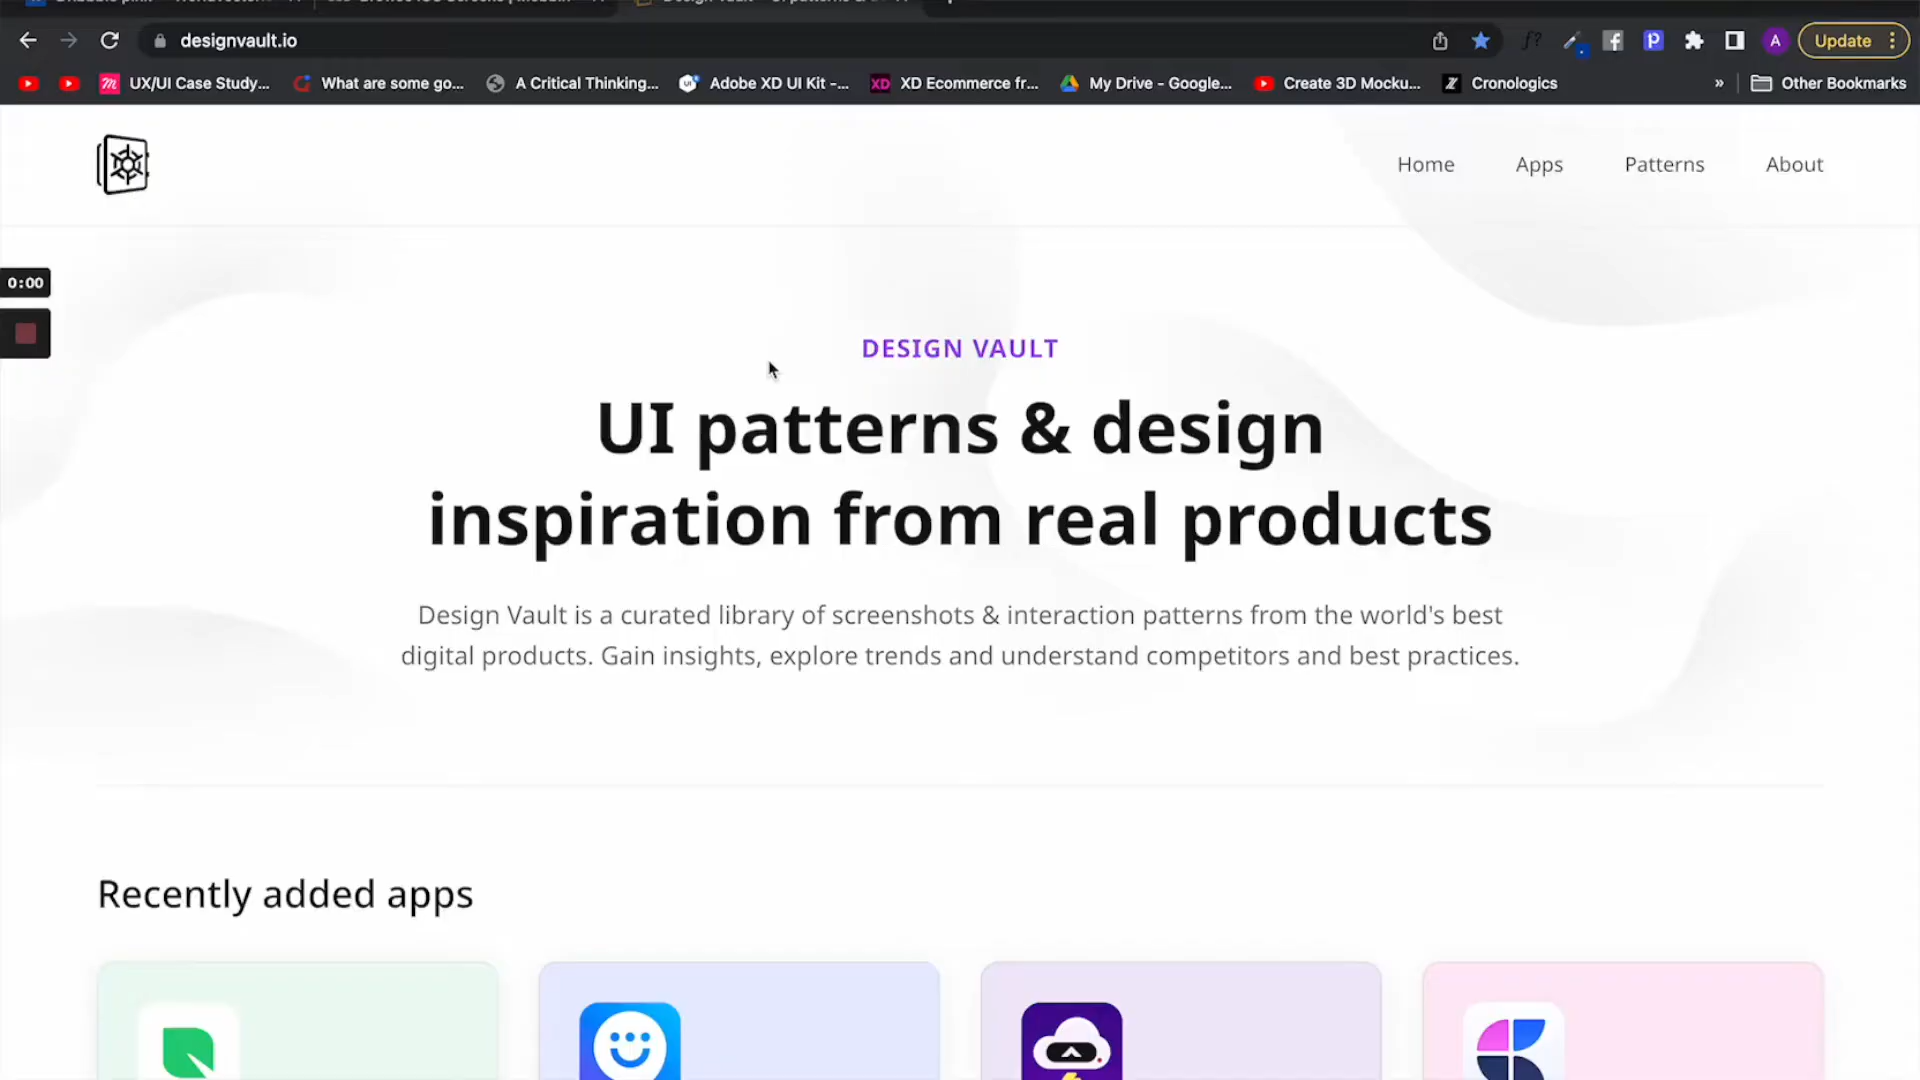 designvault.io
Update
UX/UI Case Study...
What are some go...
A Critical Thinking...
Adobe XD UI Kit -...
XD Ecommerce fr...
My Drive - Google...
Create 3D Mocku...
Cronologics
»
Other Bookmarks
Home
Apps
Patterns
About
0:00
DESIGN VAULT
UI patterns & design
inspiration from real products
Design Vault is a curated library of screenshots & interaction patterns from the world's best
digital products. Gain insights, explore trends and understand competitors and best practices.
Recently added apps